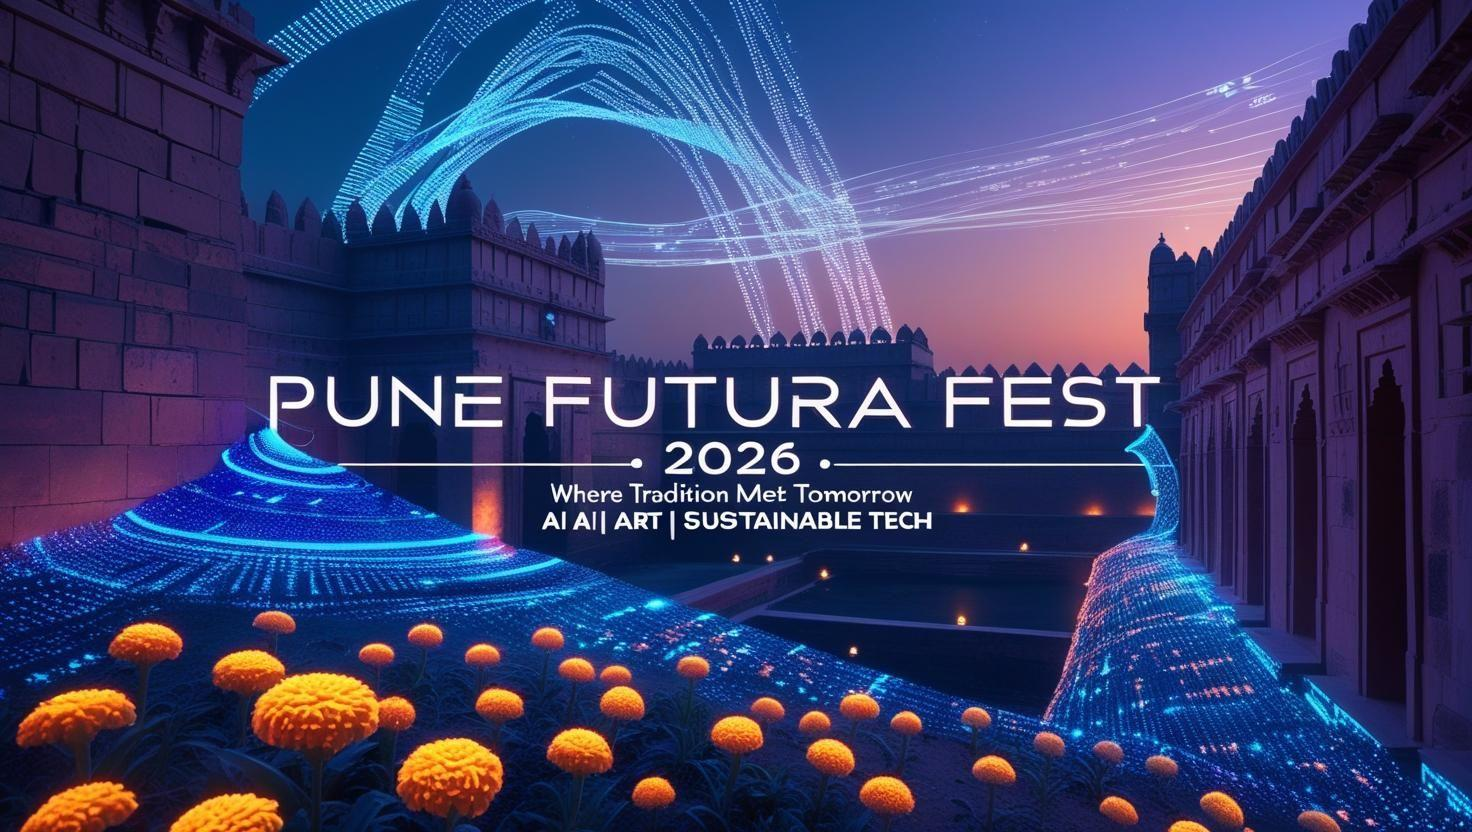 PUNE FUTURA FEST
2026
Where Tradition Met Tomorrow
AI AI| ART | SUSTAINABLE TECH